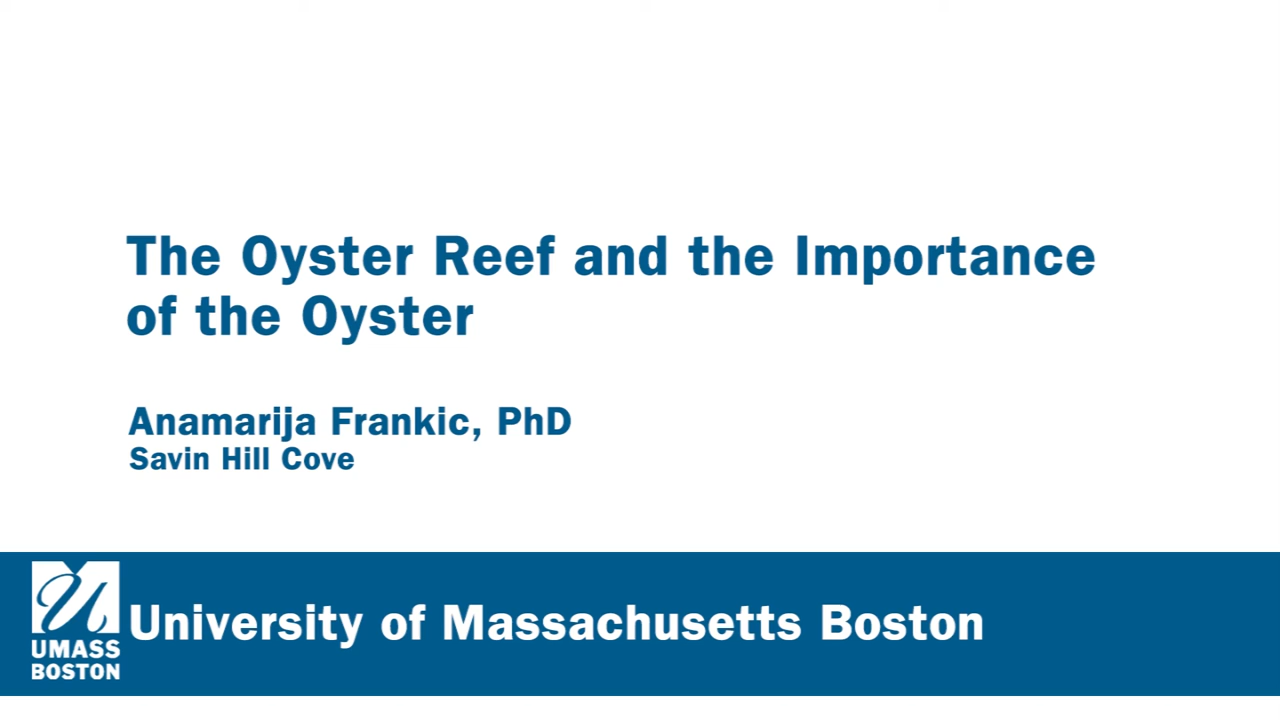 The Oyster Reef and the Importance
of the Oyster
Anamarija Frankic, PhD
Savin Hill Cove
UMASS
BOSTON
University of Massachusetts Boston